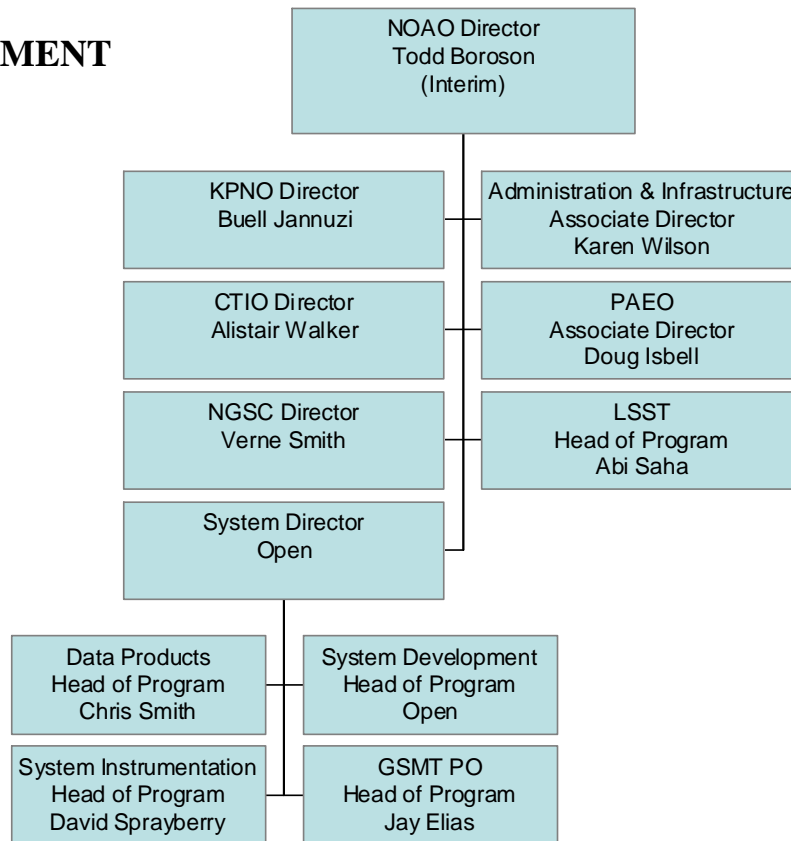 MENT
NOAO Director
Todd Boroson
(Interim)
KPNO Director
Buell Jannuzi
Administration & Infrastructure
Associate Director
Karen Wilson
CTIO Director
Alistair Walker
PAEO
Associate Director
Doug Isbell
NGSC Director
Verne Smith
LSST
Head of Program
Abi Saha
System Director
Open
Data Products
Head of Program
Chris Smith
System Development
Head of Program
Open
System Instrumentation
Head of Program
David Sprayberry
GSMT PO
Head of Program
Jay Elias